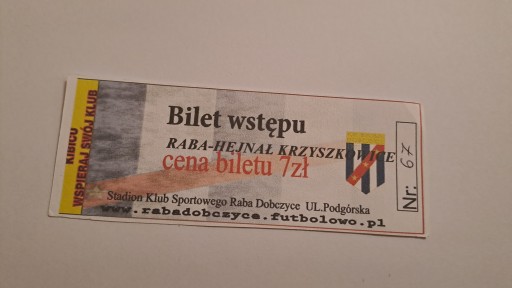 KIBICU
WSPIERAJ SWÓJ KLUB
Bilet wstępu
RABA-HEJNAŁ KRZYSZKOWICE
cena biletu 7zł
Stadion Klub Sportowego Raba Dobczyce UL.Podgórska
www.rabadobczyce.futbolowo.pl
Nr: 67